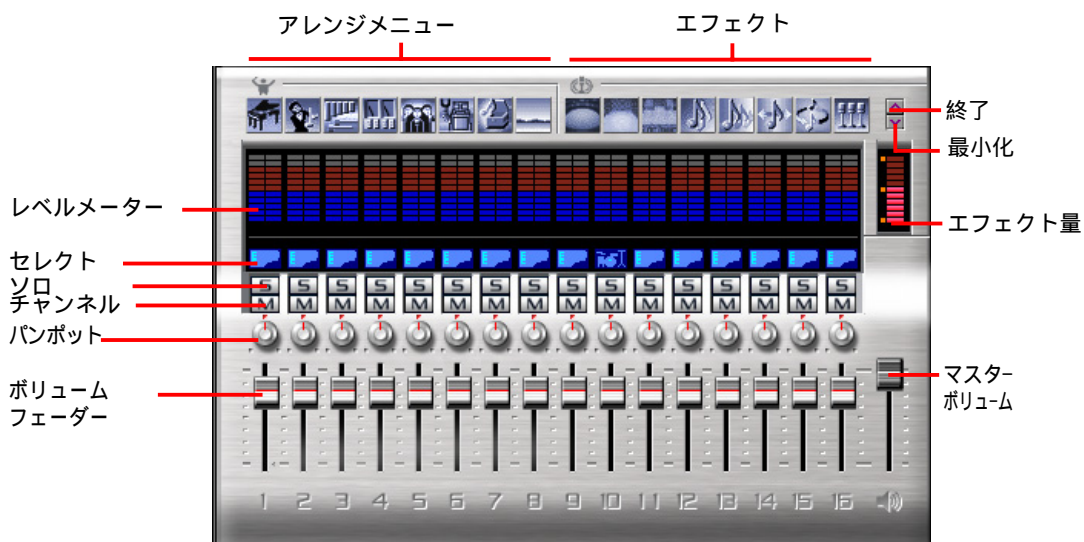 アレンジメニュー
エフェクト
終了
最小化
レベルメーター
エフェクト量
セレクト
ソロ
S S S S S S S S S S S S S S S S
チャンネル
M M M M M M M M M M M M M M M M
パンポット
ボリューム
フェーダー
マスター
ボリューム
1 2 3 4 5 6 7 8 9 10 11 12 13 14 15 16